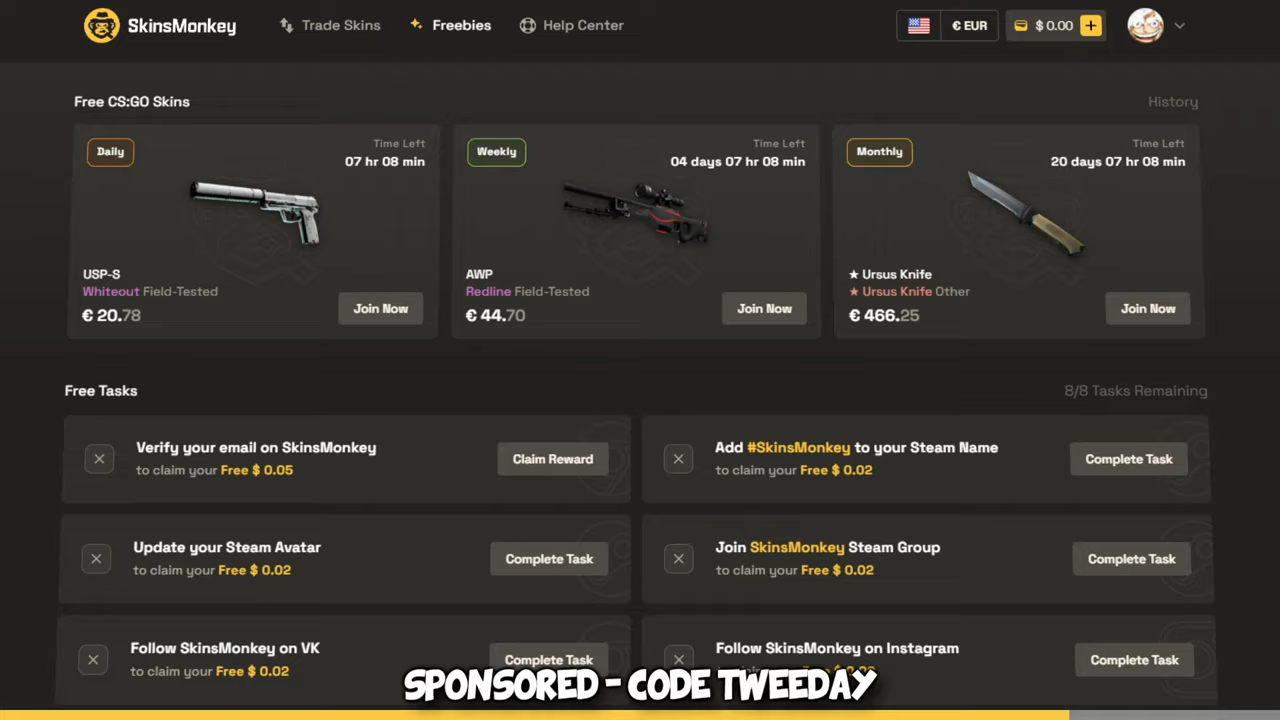 SkinsMonkey
Trade Skins
Freebies
Help Center
€ EUR
$ 0.00 +
Free CS:GO Skins
History
Daily
Time Left
07 hr 08 min
USP-S
Whiteout Field-Tested
€ 20.78
Join Now
Weekly
Time Left
04 days 07 hr 08 min
AWP
Redline Field-Tested
€ 44.70
Join Now
Monthly
Time Left
20 days 07 hr 08 min
★ Ursus Knife
★ Ursus Knife Other
€ 466.25
Join Now
Free Tasks
8/8 Tasks Remaining
Verify your email on SkinsMonkey
to claim your Free $ 0.05
Claim Reward
Add #SkinsMonkey to your Steam Name
to claim your Free $ 0.02
Complete Task
Update your Steam Avatar
to claim your Free $ 0.02
Complete Task
Join SkinsMonkey Steam Group
to claim your Free $ 0.02
Complete Task
Follow SkinsMonkey on VK
to claim your Free $ 0.02
Complete Task
Follow SkinsMonkey on Instagram
Complete Task
SPONSORED - CODE TWEEDAY